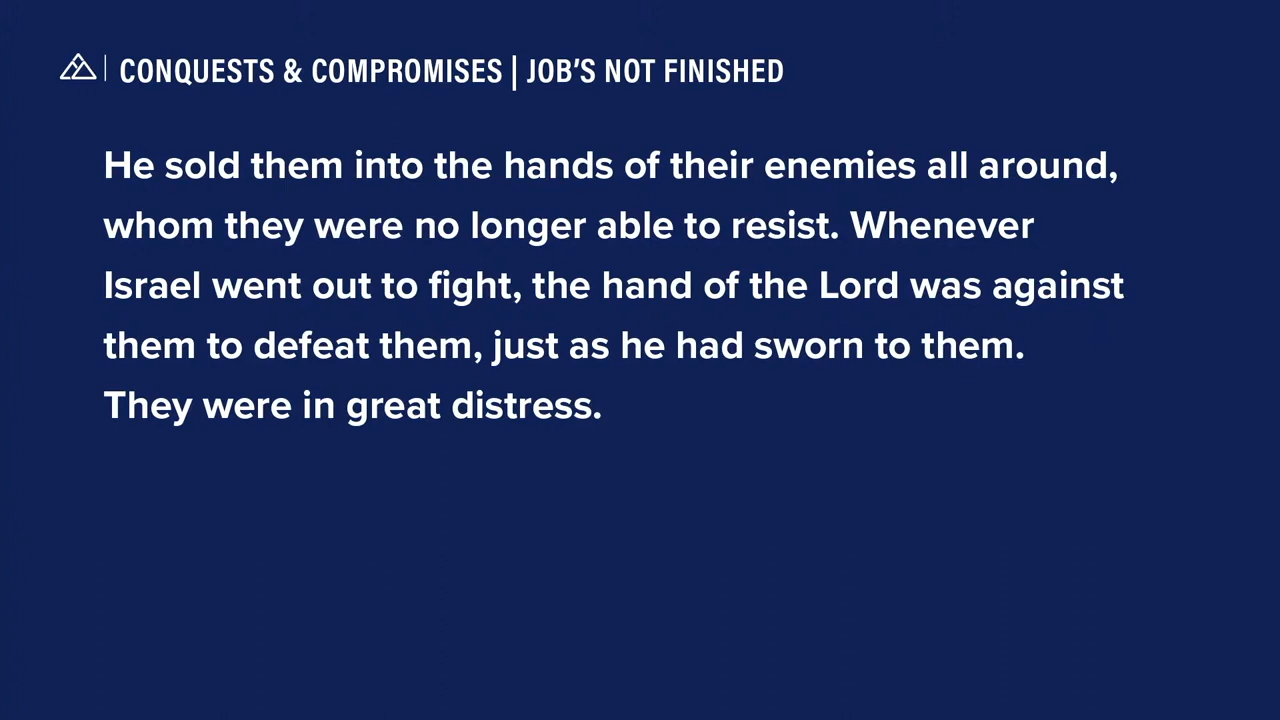 CONQUESTS & COMPROMISES | JOB’S NOT FINISHED
He sold them into the hands of their enemies all around,
whom they were no longer able to resist. Whenever
Israel went out to fight, the hand of the Lord was against
them to defeat them, just as he had sworn to them.
They were in great distress.